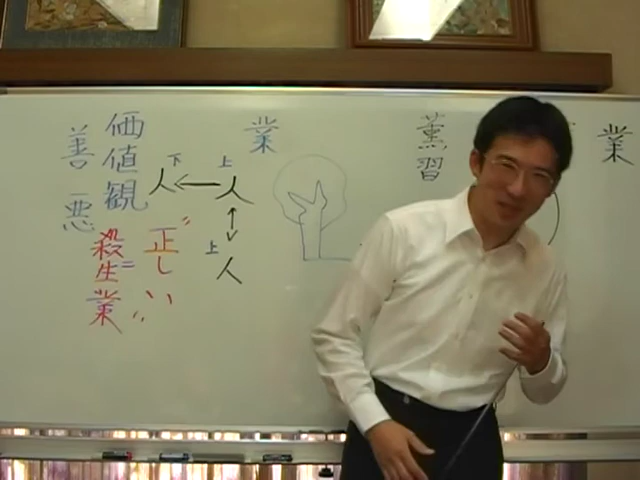 業
薫習
業
上
人
上
人
下
人
価値観
善 悪
"正しい"
殺生業